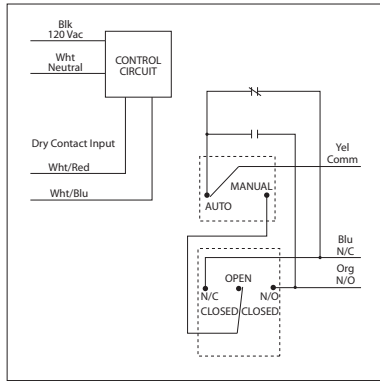 Blk
120 Vac
Wht
Neutral
CONTROL
CIRCUIT
Dry Contact Input
Wht/Red
Wht/Blu
Yel
Comm
MANUAL
AUTO
Blu
N/C
OPEN
Org
N/O
N/C
N/O
CLOSED
CLOSED